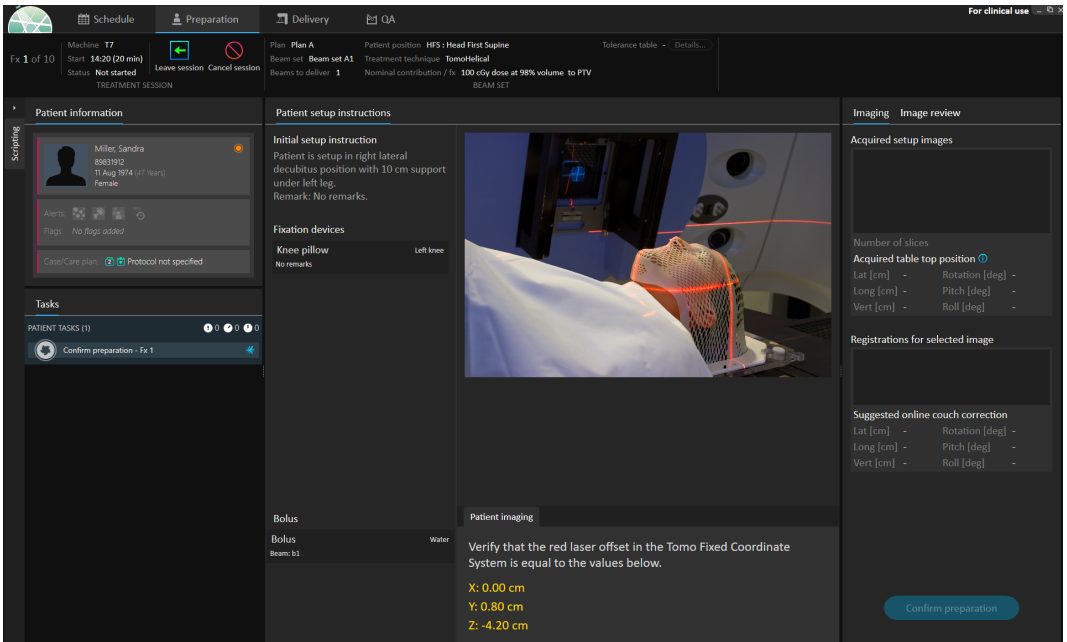 For clinical use
Schedule
Preparation
Delivery
QA
Fx 1 of 10
Machine T7
Start 14:20 (20 min)
Status Not started
TREATMENT SESSION
Leave session
Cancel session
Plan Plan A
Beam set Beam set A1
Beams to deliver 1
Patient position HFS : Head First Supine
Treatment technique TomoHelical
Nominal contribution / fx 100 cGy dose at 98% volume to PTV
BEAM SET
Tolerance table - Details...
Scripting
Patient information
Miller, Sandra
89831912
11 Aug 1974 (47 Years)
Female
Alerts:
Flags: No flags added
Case/Care plan: Protocol not specified
Tasks
PATIENT TASKS (1)
0 0 0
Confirm preparation - Fx 1
Patient setup instructions
Initial setup instruction
Patient is setup in right lateral
decubitus position with 10 cm support
under left leg.
Remark: No remarks.
Fixation devices
Knee pillow Left knee
No remarks
Bolus
Bolus Water
Beam: b1
Patient imaging
Verify that the red laser offset in the Tomo Fixed Coordinate
System is equal to the values below.
X: 0.00 cm
Y: 0.80 cm
Z: -4.20 cm
Imaging Image review
Acquired setup images
Number of slices
Acquired table top position
Lat [cm] - Rotation [deg] -
Long [cm] - Pitch [deg] -
Vert [cm] - Roll [deg] -
Registrations for selected image
Suggested online couch correction
Lat [cm] - Rotation [deg] -
Long [cm] - Pitch [deg] -
Vert [cm] - Roll [deg] -
Confirm preparation